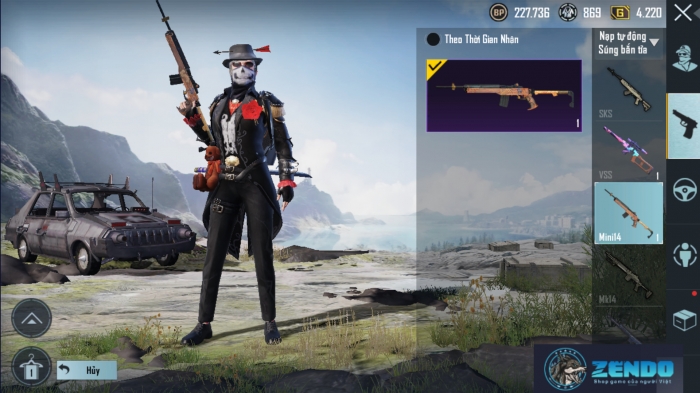 BP 227.736 869 G 4.220
Theo Thời Gian Nhận
Nạp tự động
Súng bắn tỉa
1
SKS
VSS 1
Mini14 1
Mk14
1
Hủy
ZENDO
Shop game của người Việt